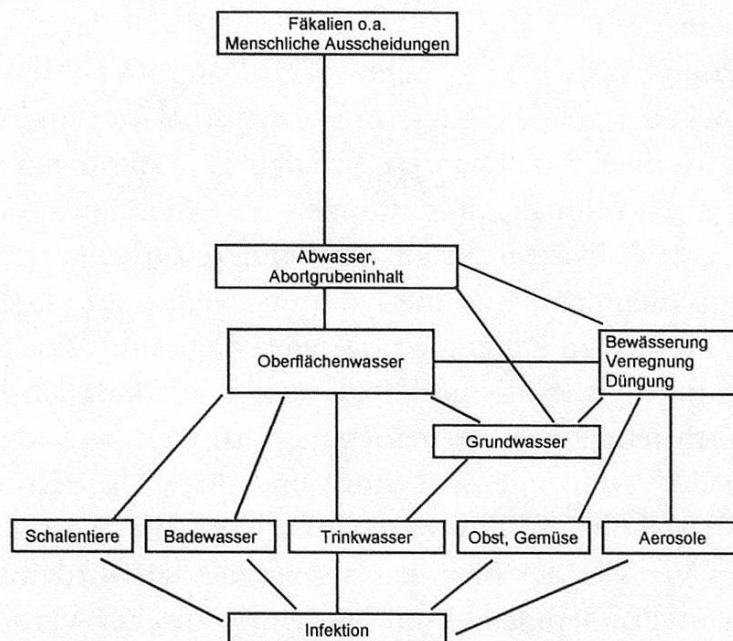 Fäkalien o.a.
Menschliche Ausscheidungen
Abwasser,
Abortgrubeninhalt
Oberflächenwasser
Bewässerung
Verregnung
Düngung
Grundwasser
Schalentiere
Badewasser
Trinkwasser
Obst, Gemüse
Aerosole
Infektion